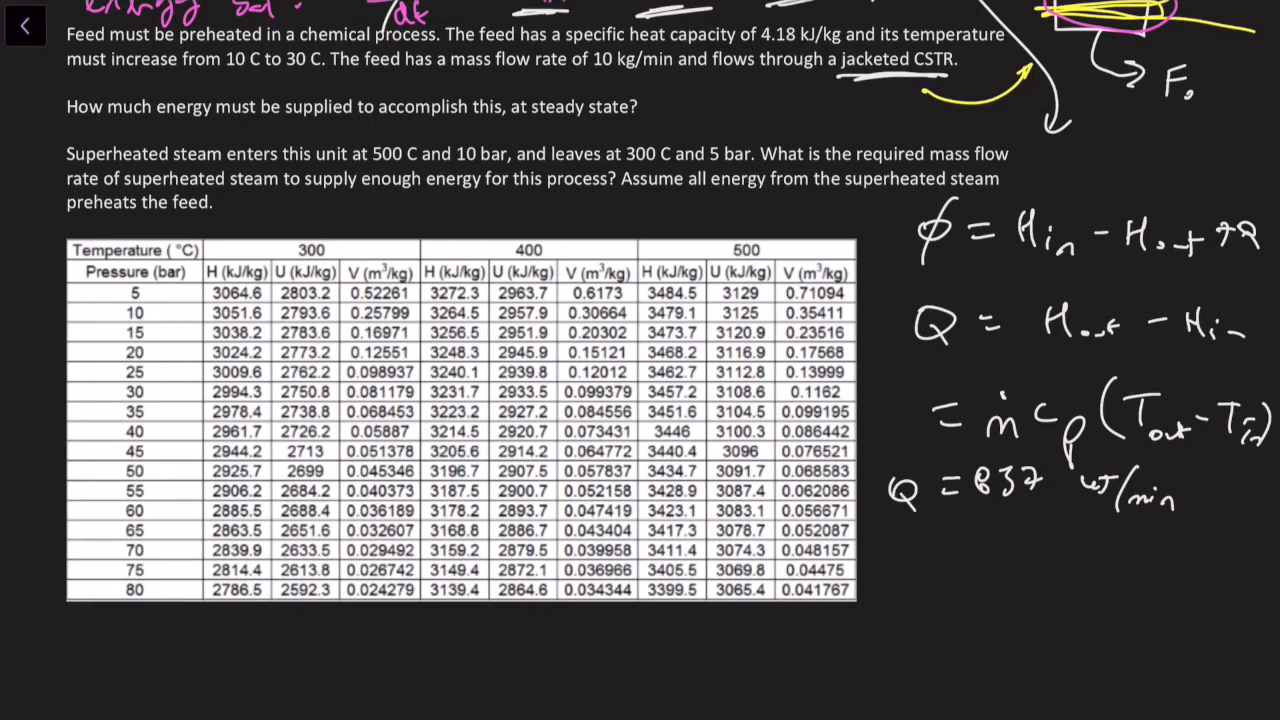 energy bal.
/dt
Feed must be preheated in a chemical process. The feed has a specific heat capacity of 4.18 kJ/kg and its temperature
must increase from 10 C to 30 C. The feed has a mass flow rate of 10 kg/min and flows through a jacketed CSTR.
F。
How much energy must be supplied to accomplish this, at steady state?
Superheated steam enters this unit at 500 C and 10 bar, and leaves at 300 C and 5 bar. What is the required mass flow
rate of superheated steam to supply enough energy for this process? Assume all energy from the superheated steam
preheats the feed.
Temperature ( °C) 300 400 500
Pressure (bar) H (kJ/kg) U (kJ/kg) V (m³/kg) H (kJ/kg) U (kJ/kg) V (m³/kg) H (kJ/kg) U (kJ/kg) V (m³/kg)
5 3064.6 2803.2 0.52261 3272.3 2963.7 0.6173 3484.5 3129 0.71094
10 3051.6 2793.6 0.25799 3264.5 2957.9 0.30664 3479.1 3125 0.35411
15 3038.2 2783.6 0.16971 3256.5 2951.9 0.20302 3473.7 3120.9 0.23516
20 3024.2 2773.2 0.12551 3248.3 2945.9 0.15121 3468.2 3116.9 0.17568
25 3009.6 2762.2 0.098937 3240.1 2939.8 0.12012 3462.7 3112.8 0.13999
30 2994.3 2750.8 0.081179 3231.7 2933.5 0.099379 3457.2 3108.6 0.1162
35 2978.4 2738.8 0.068453 3223.2 2927.2 0.084556 3451.6 3104.5 0.099195
40 2961.7 2726.2 0.05887 3214.5 2920.7 0.073431 3446 3100.3 0.086442
45 2944.2 2713 0.051378 3205.6 2914.2 0.064772 3440.4 3096 0.076521
50 2925.7 2699 0.045346 3196.7 2907.5 0.057837 3434.7 3091.7 0.068583
55 2906.2 2684.2 0.040373 3187.5 2900.7 0.052158 3428.9 3087.4 0.062086
60 2885.5 2688.4 0.036189 3178.2 2893.7 0.047419 3423.1 3083.1 0.056671
65 2863.5 2651.6 0.032607 3168.8 2886.7 0.043404 3417.3 3078.7 0.052087
70 2839.9 2633.5 0.029492 3159.2 2879.5 0.039958 3411.4 3074.3 0.048157
75 2814.4 2613.8 0.026742 3149.4 2872.1 0.036966 3405.5 3069.8 0.04475
80 2786.5 2592.3 0.024279 3139.4 2864.6 0.034344 3399.5 3065.4 0.041767
∅ = Hin - Hout + Q
Q = Hout - Hin
= ṁ Cp (Tout - Tin)
Q = 837 kJ/min